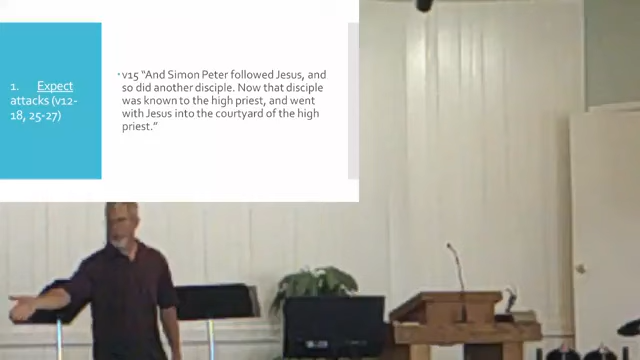 1. Expect
attacks (v12-
18, 25-27)
v15 “And Simon Peter followed Jesus, and
so did another disciple. Now that disciple
was known to the high priest, and went
with Jesus into the courtyard of the high
priest.”